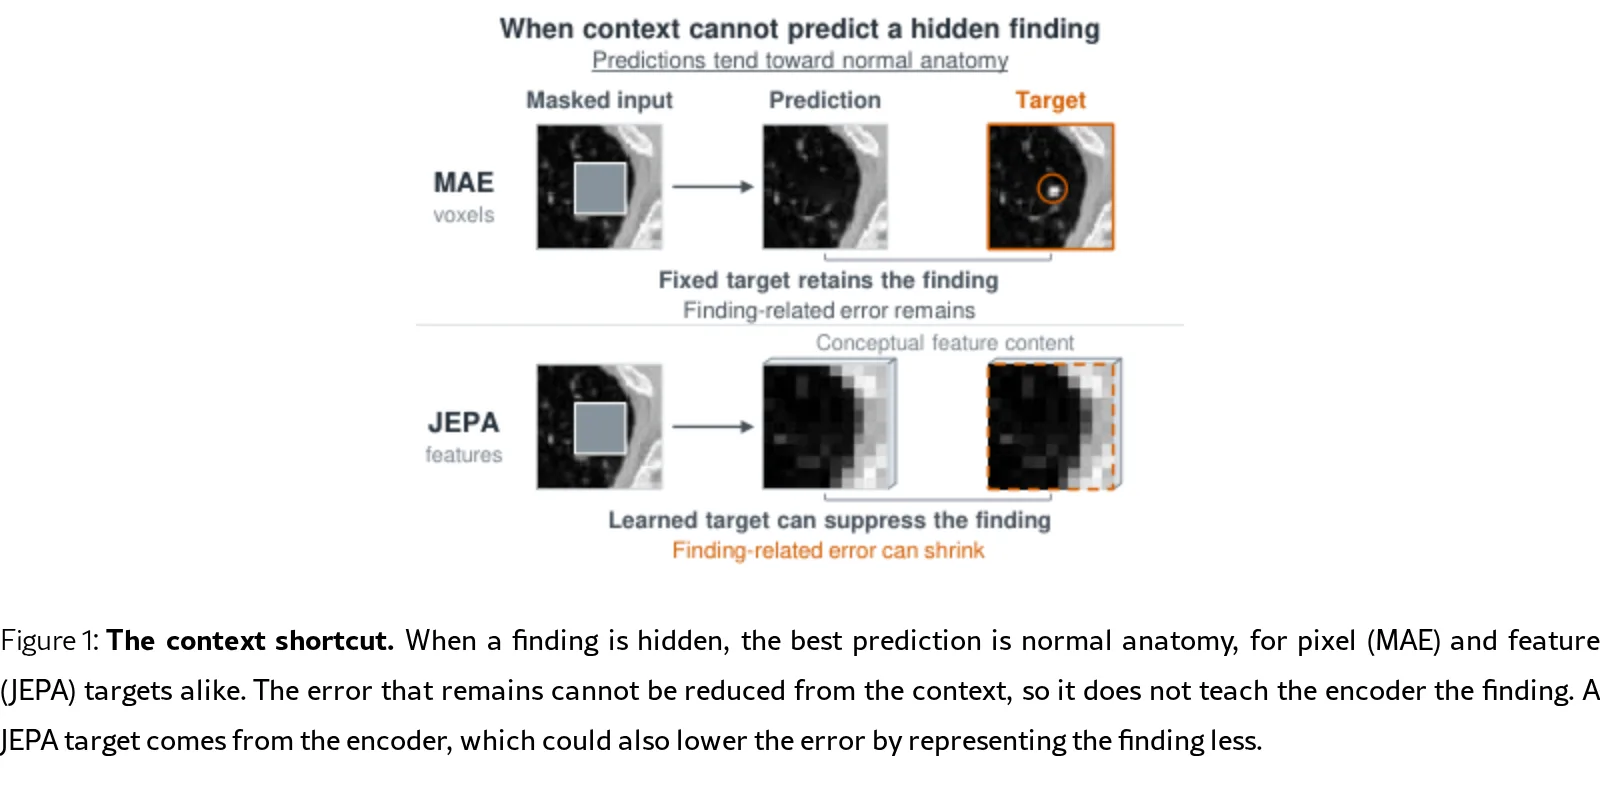 When context cannot predict a hidden finding
Predictions tend toward normal anatomy
Masked input Prediction Target
MAE
voxels
Fixed target retains the finding
Finding-related error remains
Conceptual feature content
JEPA
features
Learned target can suppress the finding
Finding-related error can shrink
Figure 1: The context shortcut. When a finding is hidden, the best prediction is normal anatomy, for pixel (MAE) and feature
(JEPA) targets alike. The error that remains cannot be reduced from the context, so it does not teach the encoder the finding. A
JEPA target comes from the encoder, which could also lower the error by representing the finding less.